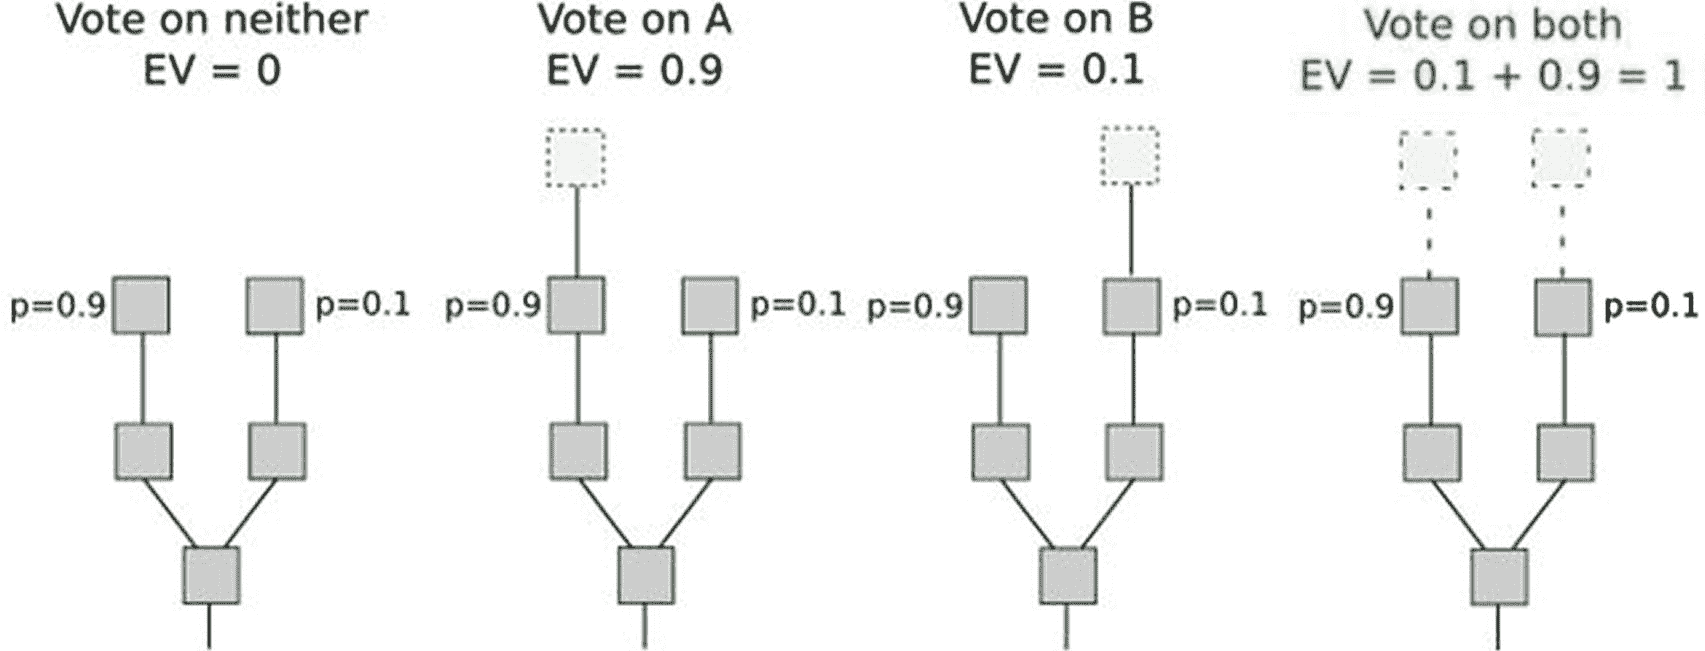 Vote on neither
EV = 0
Vote on A
EV = 0.9
Vote on B
EV = 0.1
Vote on both
EV = 0.1 + 0.9 = 1
p=0.9
p=0.1
p=0.9
p=0.1
p=0.9
p=0.1
p=0.9
p=0.1